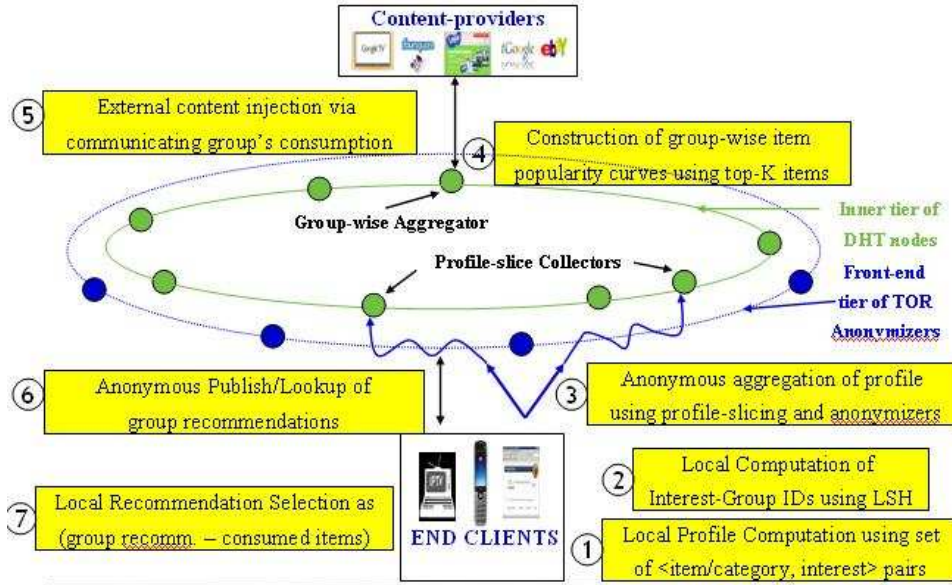 Content-providers
Google TV
ebay
5
External content injection via
communicating group's consumption
4
Construction of group-wise item
popularity curves using top-K items
Group-wise Aggregator
Inner tier of
DHT nodes
Profile-slice Collectors
Front-end
tier of TOR
Anonymizers
6
Anonymous Publish/Lookup of
group recommendations
3
Anonymous aggregation of profile
using profile-slicing and anonymizers
2
Local Computation of
Interest-Group IDs using LSH
7
Local Recommendation Selection as
(group recomm. – consumed items)
IPTV
END CLIENTS
1
Local Profile Computation using set
of <item/category, interest> pairs